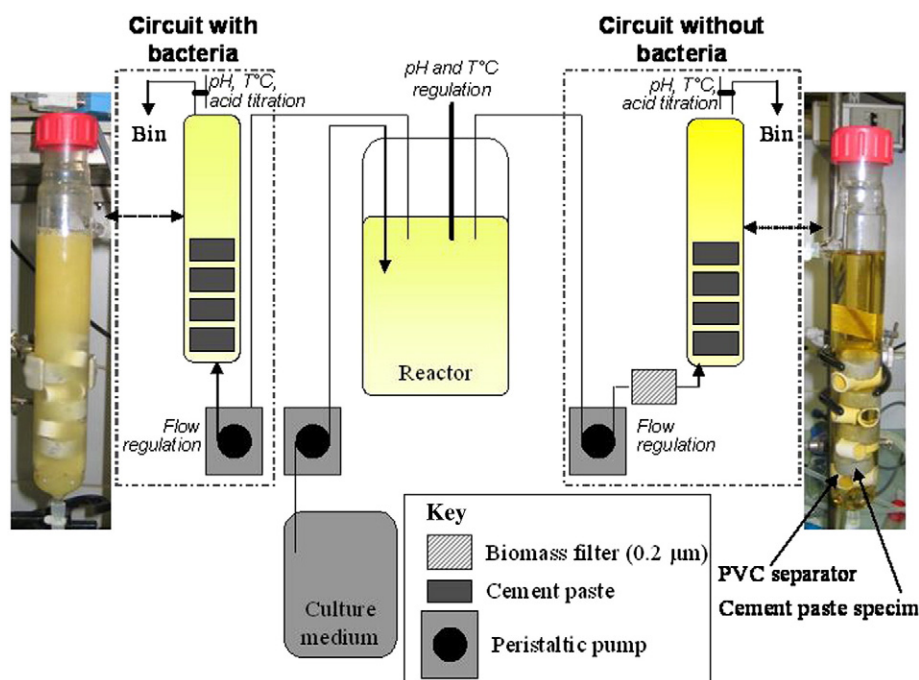 Circuit with
bacteria
Circuit without
bacteria
pH and T°C
regulation
pH, T°C,
acid titration
Bin
pH, T°C,
acid titration
Bin
Reactor
Flow
regulation
Flow
regulation
Culture
medium
Key
Biomass filter (0.2 µm)
Cement paste
Peristaltic pump
PVC separator
Cement paste specim